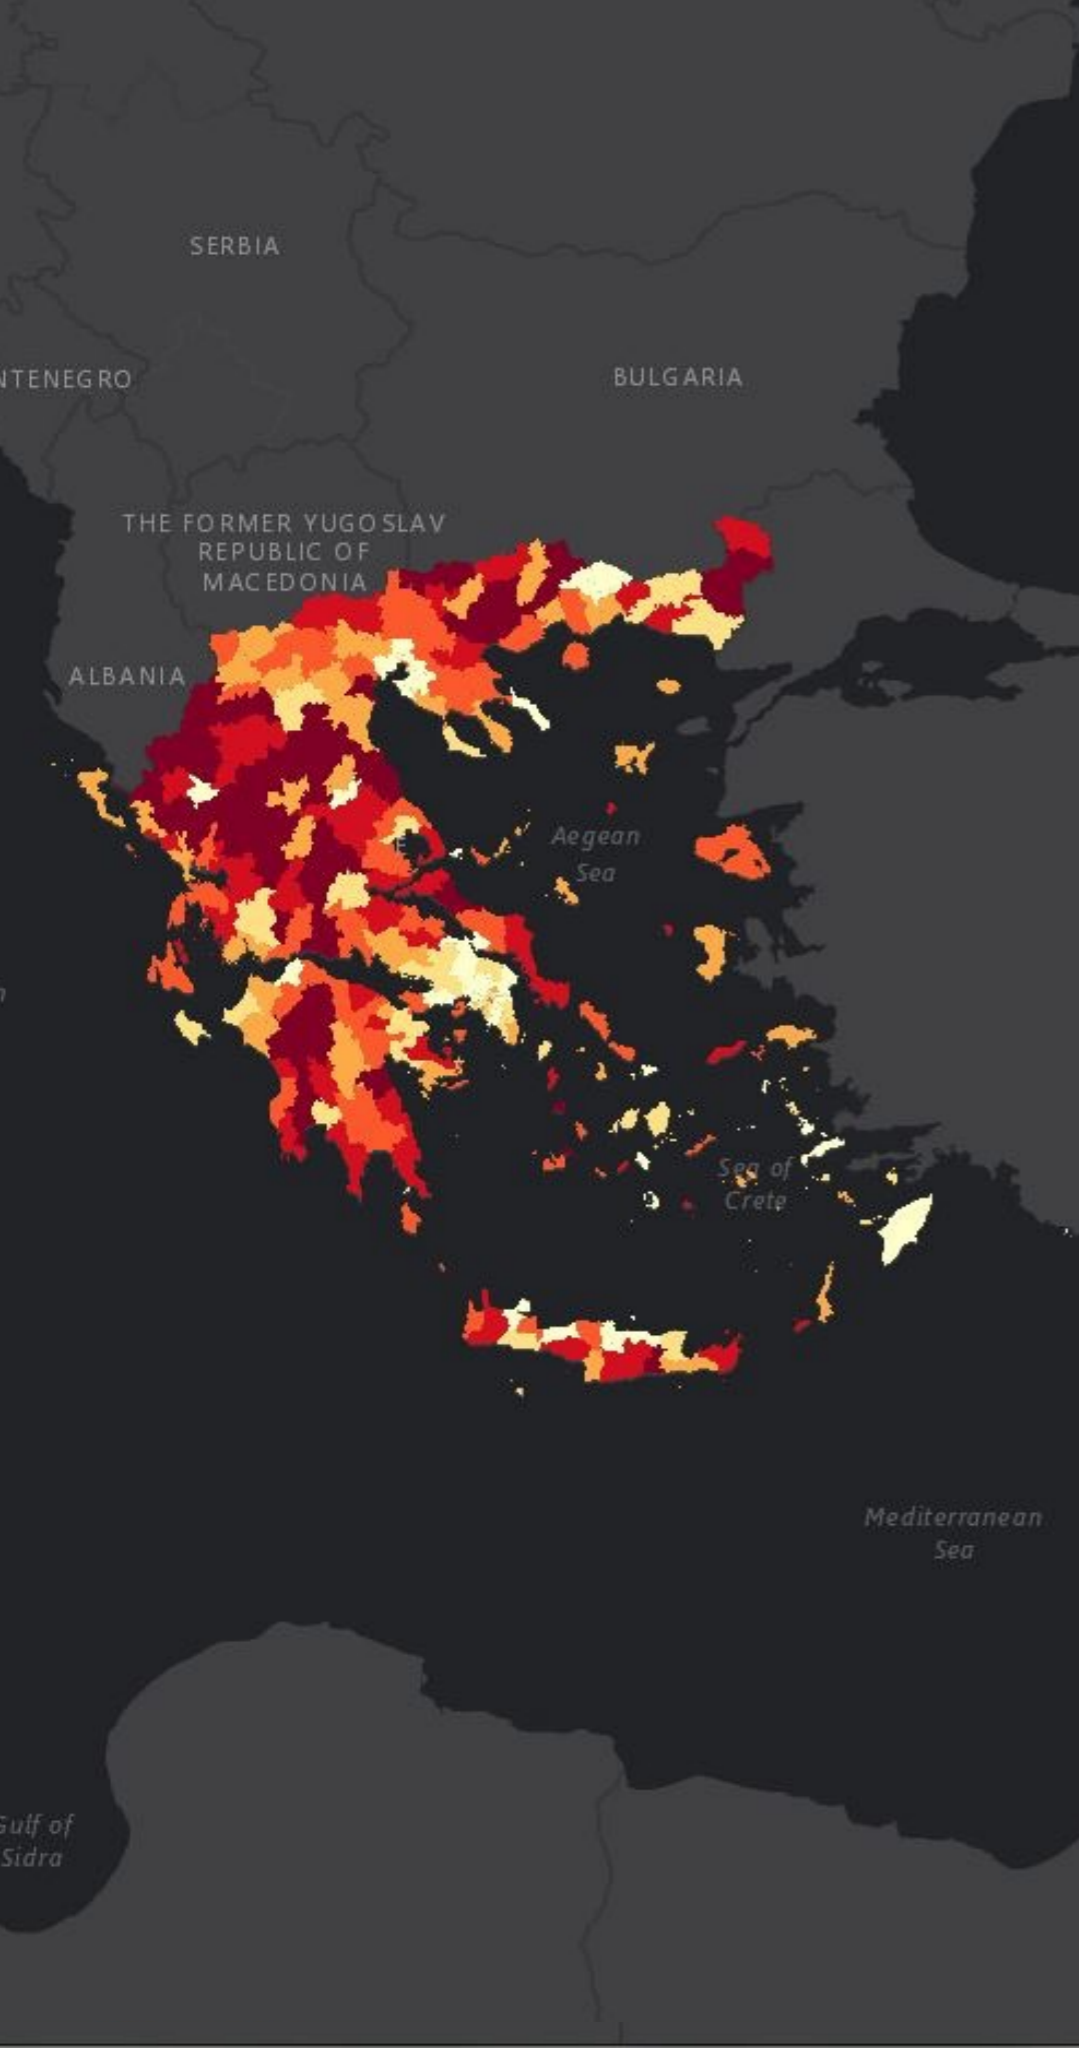 SERBIA
NTENEGRO
BULGARIA
THE FORMER YUGOSLAV
REPUBLIC OF
MACEDONIA
ALBANIA
Aegean
Sea
Sea of
Crete
Mediterranean
Sea
Gulf of
Sidra